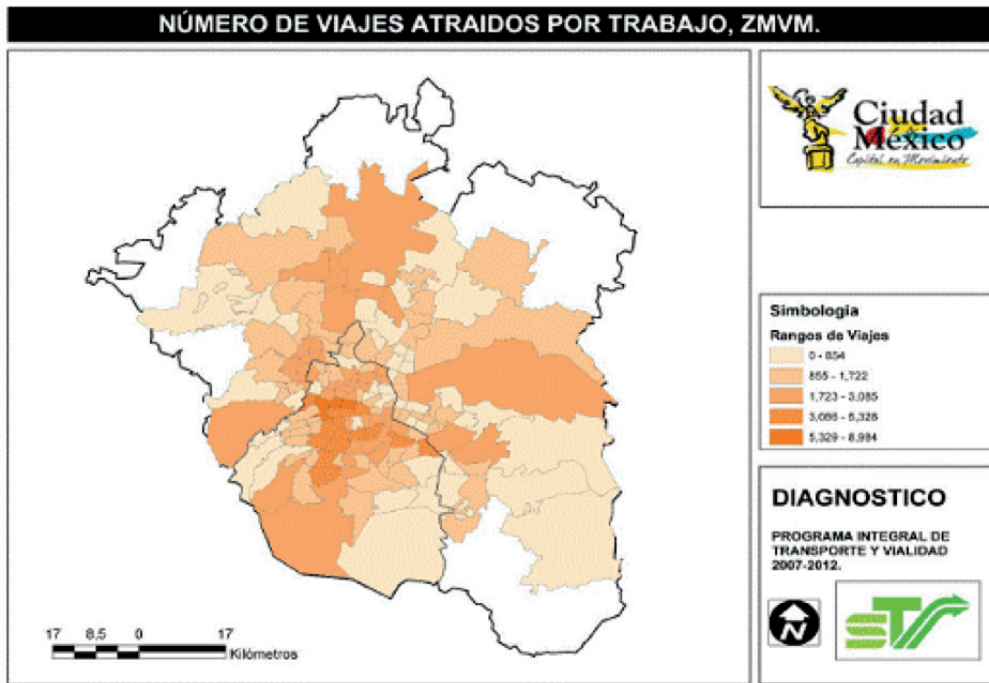 NÚMERO DE VIAJES ATRAIDOS POR TRABAJO, ZMVM.
Ciudad
México
Capital en Movimiento
Simbología
Rangos de Viajes
0 - 854
855 - 1,722
1,723 - 3,085
3,086 - 5,328
5,329 - 8,984
DIAGNOSTICO
PROGRAMA INTEGRAL DE
TRANSPORTE Y VIALIDAD
2007-2012.
N
STV
17 8,5 0 17
Kilómetros